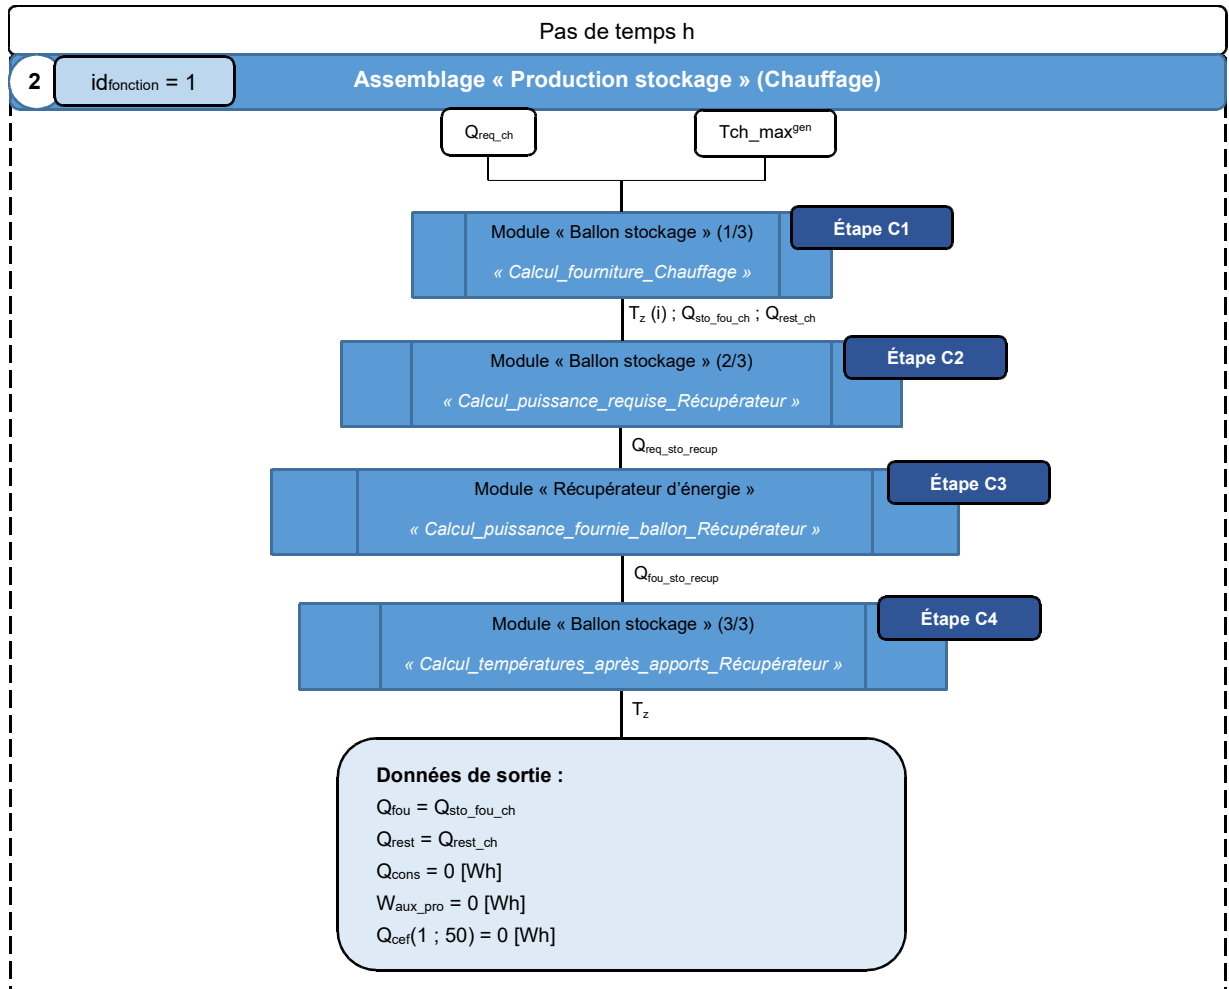 Pas de temps h
2
idfonction = 1
Assemblage « Production stockage » (Chauffage)
Qreq_ch
Tch_maxgen
Module « Ballon stockage » (1/3)
Étape C1
« Calcul_fourniture_Chauffage »
Tz (i) ; Qsto_fou_ch ; Qrest_ch
Module « Ballon stockage » (2/3)
Étape C2
« Calcul_puissance_requise_Récupérateur »
Qreq_sto_recup
Module « Récupérateur d’énergie »
Étape C3
« Calcul_puissance_fournie_ballon_Récupérateur »
Qfou_sto_recup
Module « Ballon stockage » (3/3)
Étape C4
« Calcul_températures_après_apports_Récupérateur »
Tz
Données de sortie :
Qfou = Qsto_fou_ch
Qrest = Qrest_ch
Qcons = 0 [Wh]
Waux_pro = 0 [Wh]
Qcef(1 ; 50) = 0 [Wh]